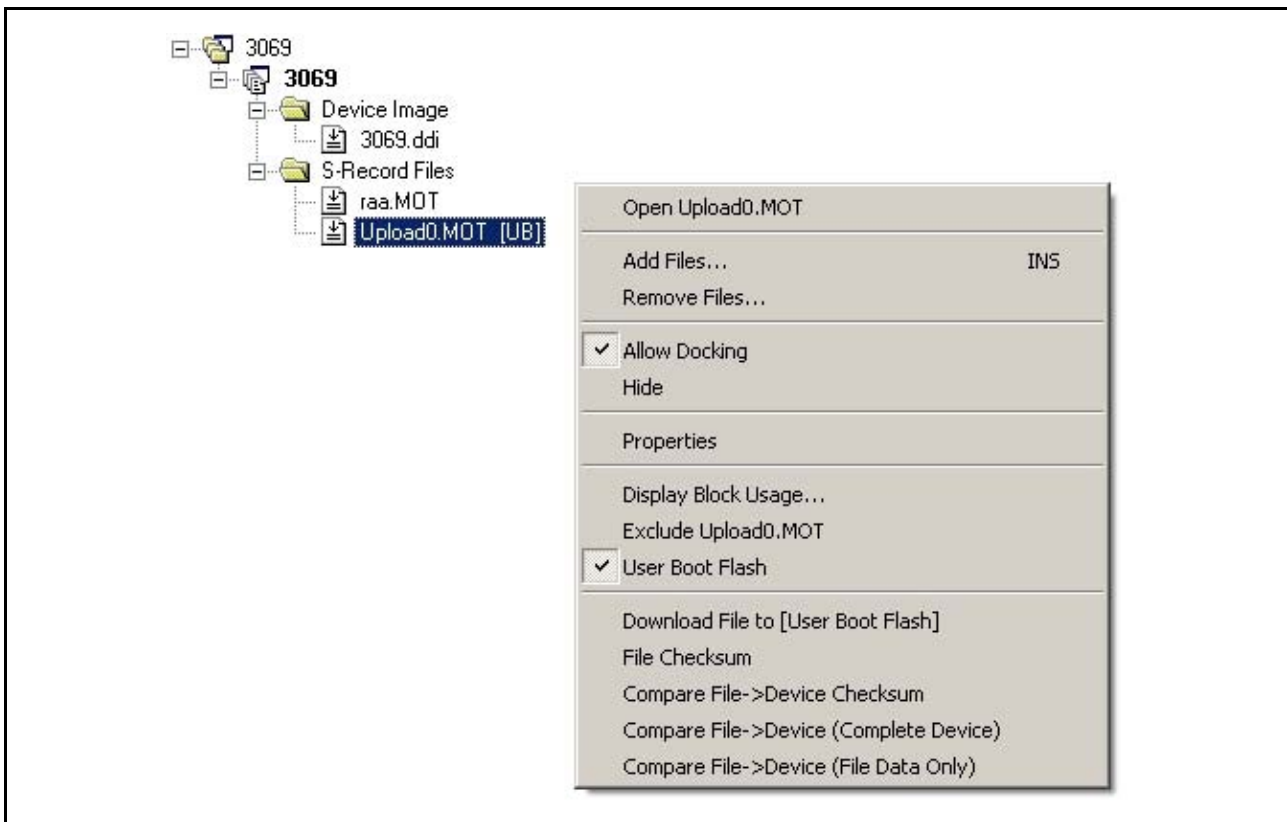 3069
3069
Device Image
3069.ddi
S-Record Files
raa.MOT
Upload0.MOT [UB]
Open Upload0.MOT
Add Files... INS
Remove Files...
Allow Docking
Hide
Properties
Display Block Usage...
Exclude Upload0.MOT
User Boot Flash
Download File to [User Boot Flash]
File Checksum
Compare File->Device Checksum
Compare File->Device (Complete Device)
Compare File->Device (File Data Only)